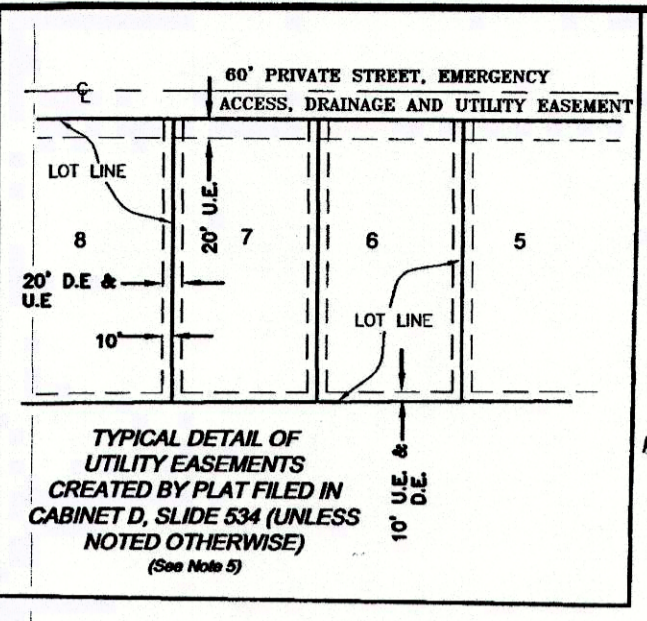 60' PRIVATE STREET, EMERGENCY
ACCESS, DRAINAGE AND UTILITY EASEMENT
℄
LOT LINE
20' U.E.
8
7
6
5
20' D.E &
U.E
10'
LOT LINE
10' U.E. &
D.E.
TYPICAL DETAIL OF
UTILITY EASEMENTS
CREATED BY PLAT FILED IN
CABINET D, SLIDE 534 (UNLESS
NOTED OTHERWISE)
(See Note 5)